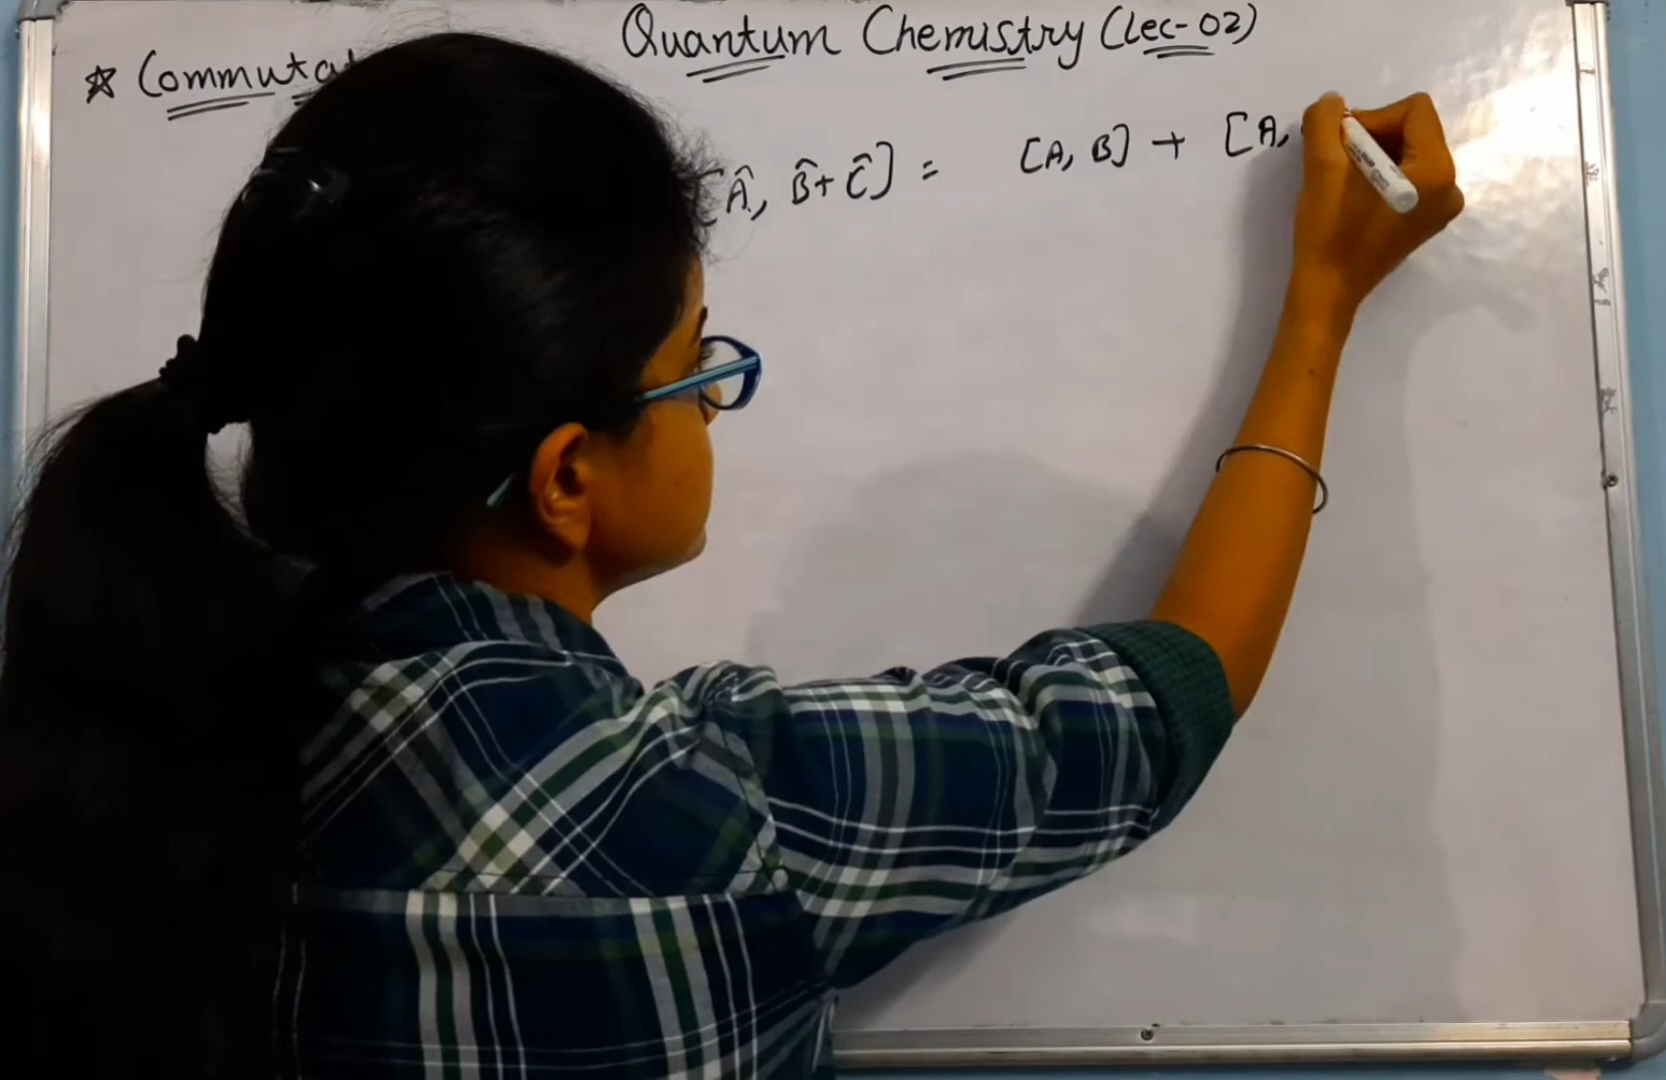 Quantum Chemistry (Lec-02)
☆ Commuta
[Â, B̂+Ĉ] = [A, B] + [A,